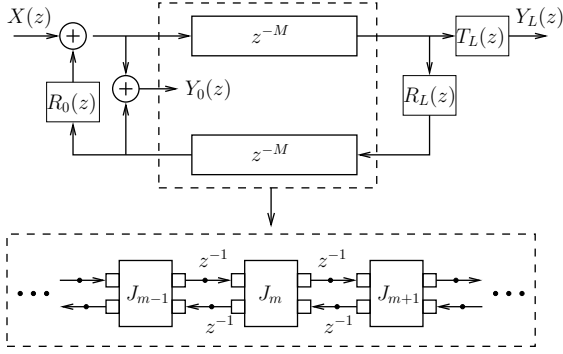 X(z)
z^{-M}
T_L(z)
Y_L(z)
Y_0(z)
R_0(z)
R_L(z)
z^{-M}
z^{-1} z^{-1}
J_{m-1} J_m J_{m+1}
z^{-1} z^{-1}